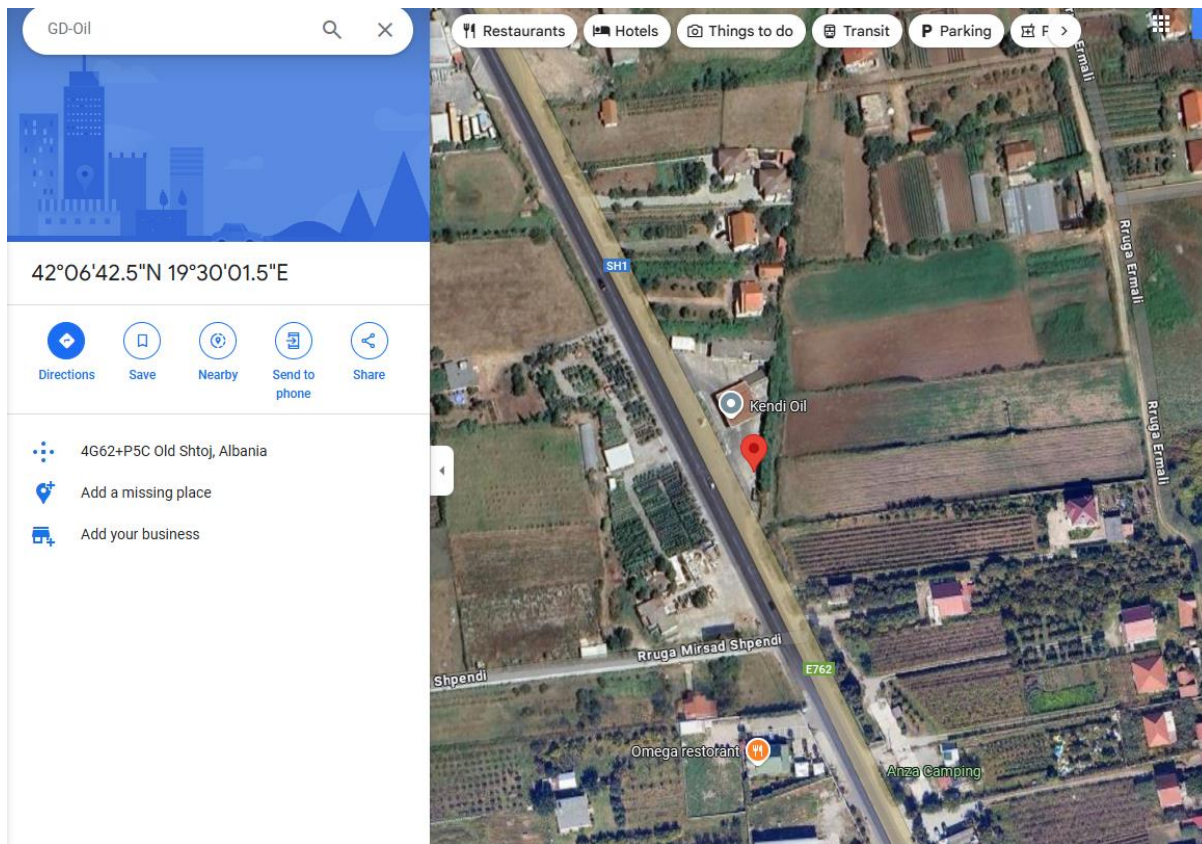 GD-Oil
Restaurants
Hotels
Things to do
Transit
P Parking
F
42°06'42.5"N 19°30'01.5"E
Directions
Save
Nearby
Send to
phone
Share
4G62+P5C Old Shtoj, Albania
Add a missing place
Add your business
Ermali
SH1
Rruga Ermali
Kendi Oil
Rruga Ermali
Rruga Mirsad Shpendi
Shpendi
E762
Omega restorant
Anza Camping